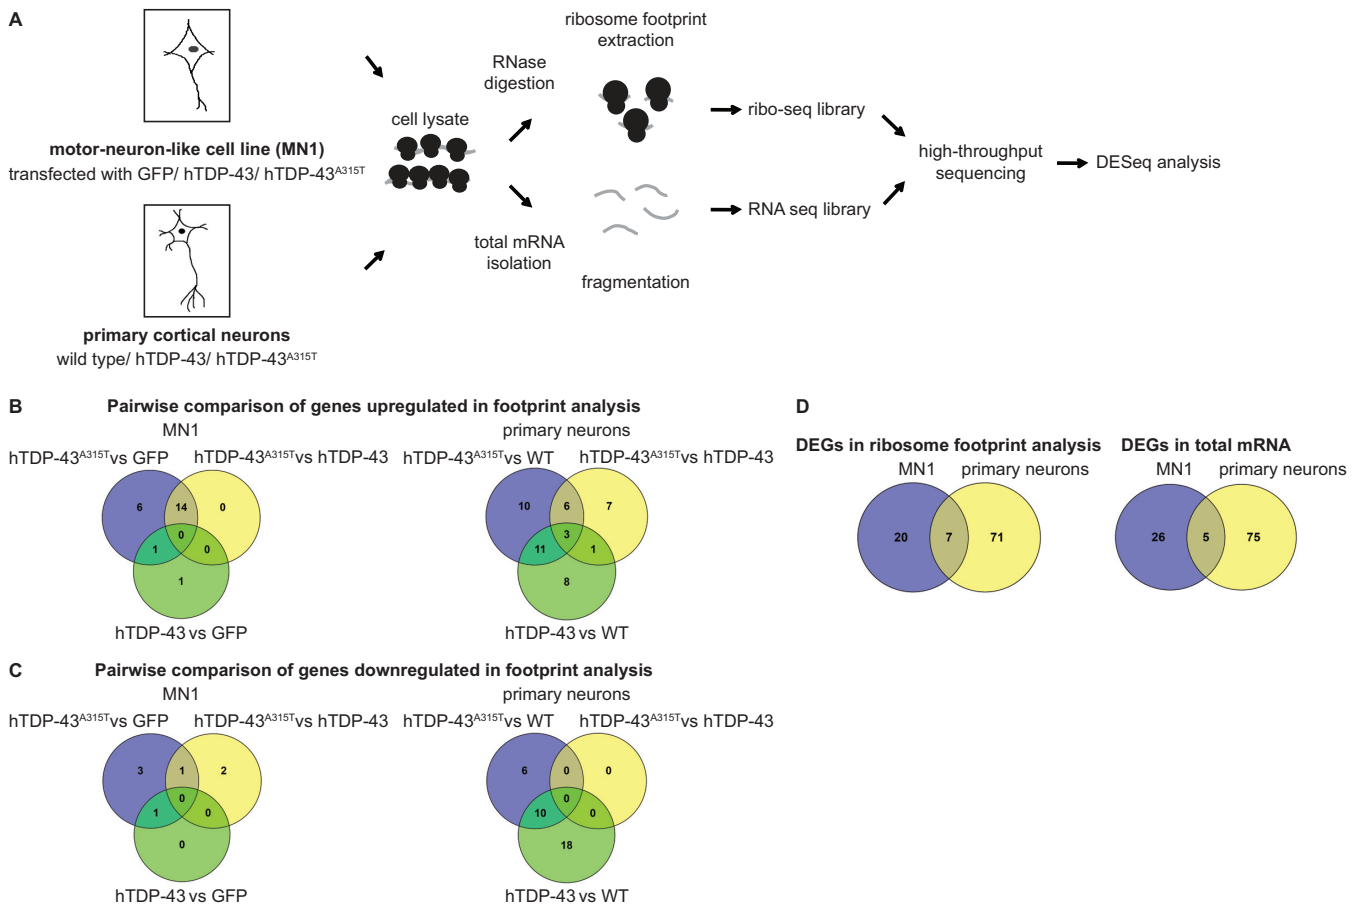 A
motor-neuron-like cell line (MN1)
transfected with GFP/ hTDP-43/ hTDP-43A315T
primary cortical neurons
wild type/ hTDP-43/ hTDP-43A315T
cell lysate
RNase
digestion
ribosome footprint
extraction
total mRNA
isolation
fragmentation
ribo-seq library
RNA seq library
high-throughput
sequencing
DESeq analysis
B
Pairwise comparison of genes upregulated in footprint analysis
MN1
hTDP-43A315T vs GFP
hTDP-43A315T vs hTDP-43
6
14
0
0
1
0
1
hTDP-43 vs GFP
primary neurons
hTDP-43A315T vs WT
hTDP-43A315T vs hTDP-43
10
6
7
3
11
1
8
hTDP-43 vs WT
C
Pairwise comparison of genes downregulated in footprint analysis
MN1
hTDP-43A315T vs GFP
hTDP-43A315T vs hTDP-43
3
1
2
0
1
0
0
hTDP-43 vs GFP
primary neurons
hTDP-43A315T vs WT
hTDP-43A315T vs hTDP-43
6
0
0
0
10
0
18
hTDP-43 vs WT
D
DEGs in ribosome footprint analysis
MN1
primary neurons
20
7
71
DEGs in total mRNA
MN1
primary neurons
26
5
75